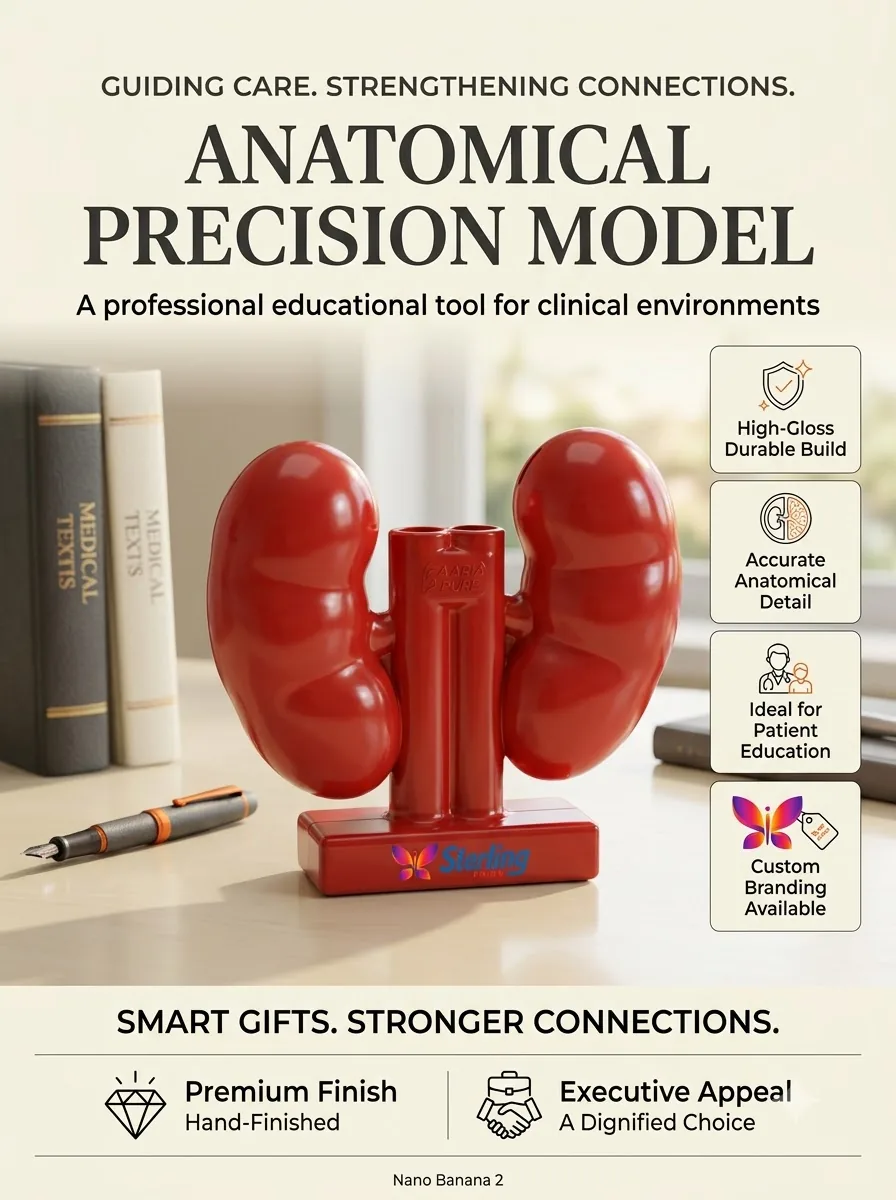 GUIDING CARE. STRENGTHENING CONNECTIONS.
ANATOMICAL
PRECISION MODEL
A professional educational tool for clinical environments
MEDICAL
TEXTS
MEDICAL
TEXTS
PURE
Sterling
High-Gloss
Durable Build
Accurate
Anatomical
Detail
Ideal for
Patient
Education
Custom
Branding
Available
SMART GIFTS. STRONGER CONNECTIONS.
Premium Finish
Hand-Finished
Executive Appeal
A Dignified Choice
Nano Banana 2